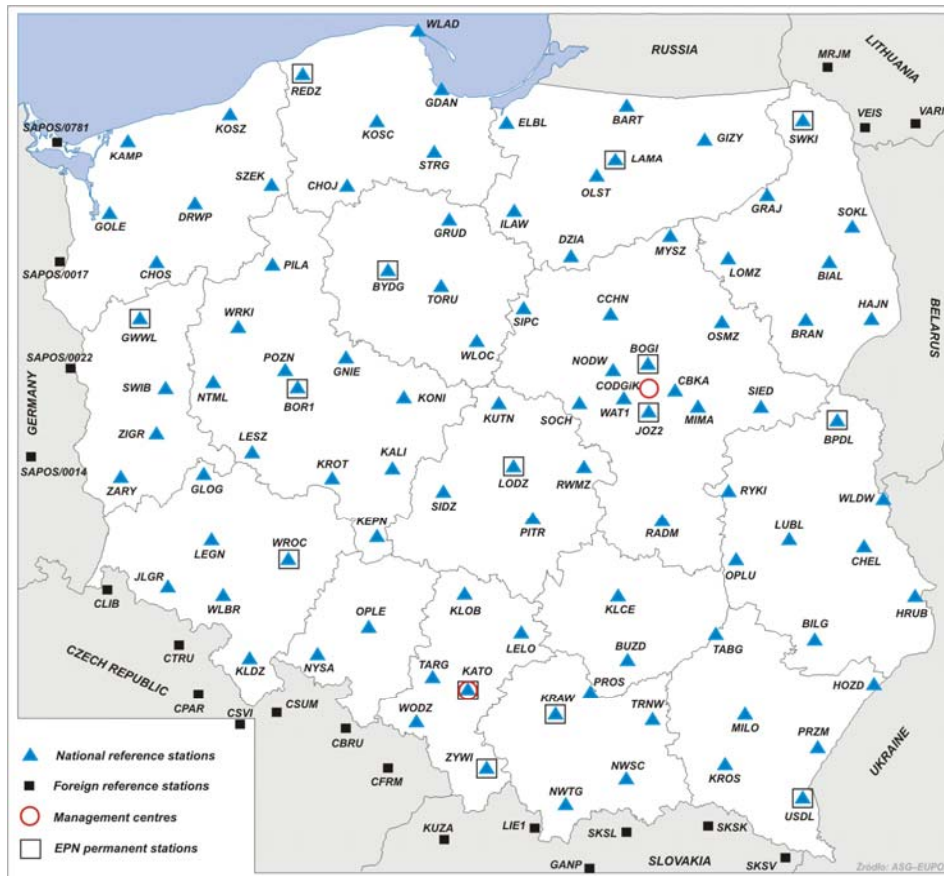 WLAD
RUSSIA
LITHUANIA
MRJM
REDZ
GDAN
KOSZ
KOSC
ELBL
BART
GIZY
SWKI
VEIS
VARI
SAPOS/0781
KAMP
STRG
LAMA
SZEK
CHOJ
OLST
GOLE
DRWP
GRUD
ILAW
GRAJ
SOKL
DZIA
MYSZ
SAPOS/0017
CHOS
PILA
BYDG
TORU
LOMZ
BIAL
HAJN
BELARUS
GWWL
WRKI
SIPC
CCHN
OSMZ
BRAN
WLOC
SAPOS/0022
POZN
GNIE
NODW
BOGI
CODGiK
CBKA
GERMANY
SWIB
NTML
BOR1
KONI
KUTN
SOCH
WAT1
JOZ2
MIMA
SIED
BPDL
ZIGR
LESZ
SAPOS/0014
ZARY
GLOG
KROT
KALI
LODZ
RWMZ
SIDZ
RYKI
WLDW
PITR
RADM
LUBL
LEGN
WROC
KEPN
CHEL
OPLU
JLGR
CLIB
WLBR
KLOB
KLCE
HRUB
OPLE
LELO
BUZD
TABG
BILG
CZECH REPUBLIC
CTRU
KLDZ
NYSA
TARG
KATO
PROS
HOZD
CPAR
CSVI
CSUM
WODZ
KRAW
TRNW
MILO
PRZM
UKRAINE
CBRU
National reference stations
CFRM
ZYWI
NWSC
KROS
Foreign reference stations
NWTG
USDL
Management centres
KUZA
LIE1
SKSL
SKSK
EPN permanent stations
GANP
SLOVAKIA
SKSV
Źródło: ASG-EUPO